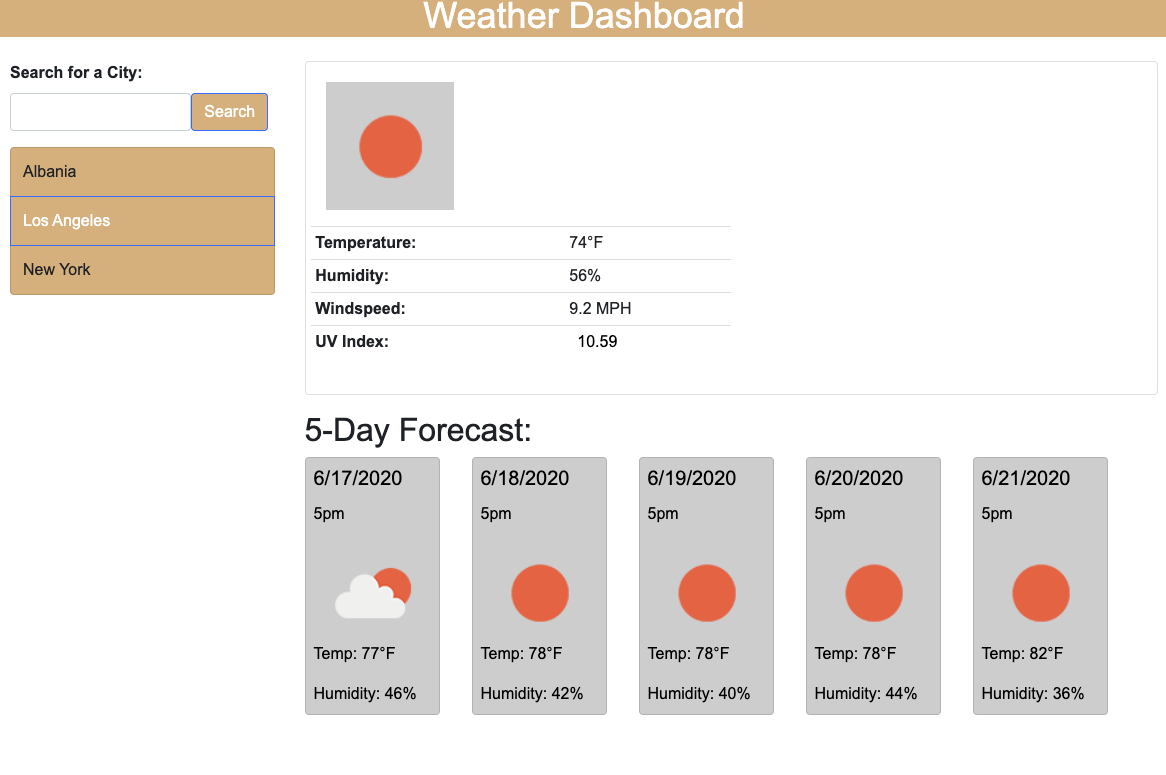 Weather Dashboard
Search for a City:
Search
Albania
Los Angeles
New York
Temperature: 74°F
Humidity: 56%
Windspeed: 9.2 MPH
UV Index: 10.59
5-Day Forecast:
6/17/2020
5pm
Temp: 77°F
Humidity: 46%
6/18/2020
5pm
Temp: 78°F
Humidity: 42%
6/19/2020
5pm
Temp: 78°F
Humidity: 40%
6/20/2020
5pm
Temp: 78°F
Humidity: 44%
6/21/2020
5pm
Temp: 82°F
Humidity: 36%